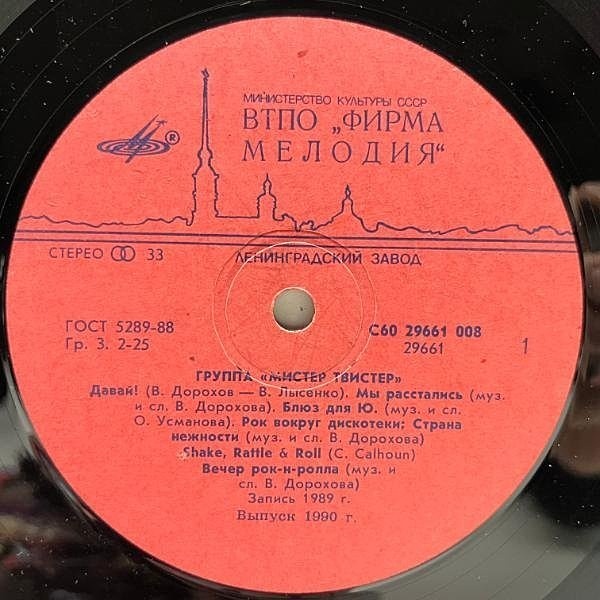 МИНИСТЕРСТВО КУЛЬТУРЫ СССР
ВТПО „ФИРМА
МЕЛОДИЯ“
®
СТЕРЕО 33
ЛЕНИНГРАДСКИЙ ЗАВОД
ГОСТ 5289-88
Гр. 3. 2-25
С60 29661 008
29661
1
ГРУППА «МИСТЕР ТВИСТЕР»
Давай! (В. Дорохов — В. Лысенко). Мы расстались (муз.
и сл. В. Дорохова). Блюз для Ю. (муз. и сл.
О. Усманова). Рок вокруг дискотеки; Страна
нежности (муз. и сл. В. Дорохова)
Shake, Rattle & Roll (C. Calhoun)
Вечер рок-н-ролла (муз. и
сл. В. Дорохова)
Запись 1989 г.
Выпуск 1990 г.